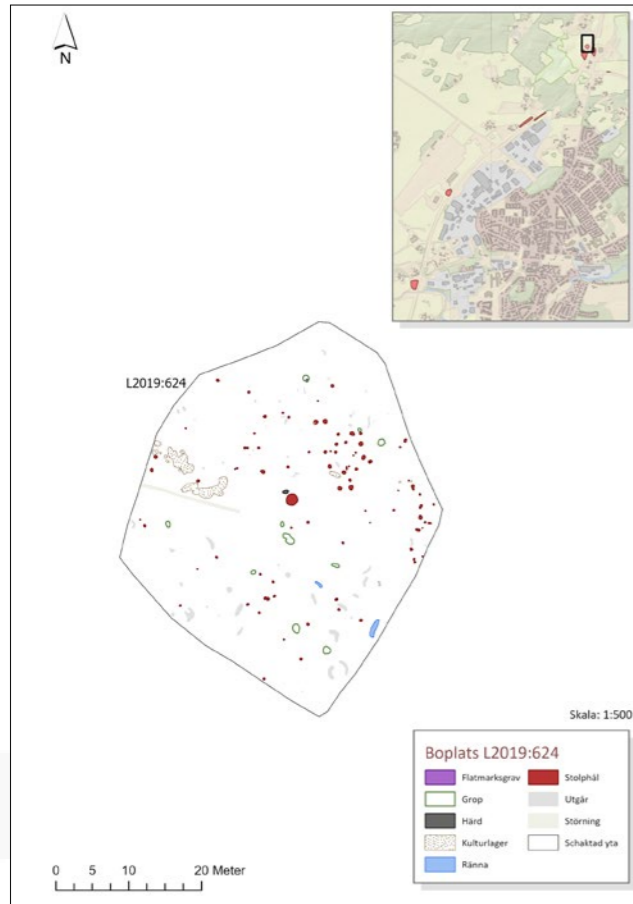 N
L2019:624
Skala: 1:500
Boplats L2019:624
Flatmarksgrav
Stolphål
Grop
Utgår
Härd
Störning
Kulturlager
Schaktad yta
Ränna
0 5 10 20 Meter